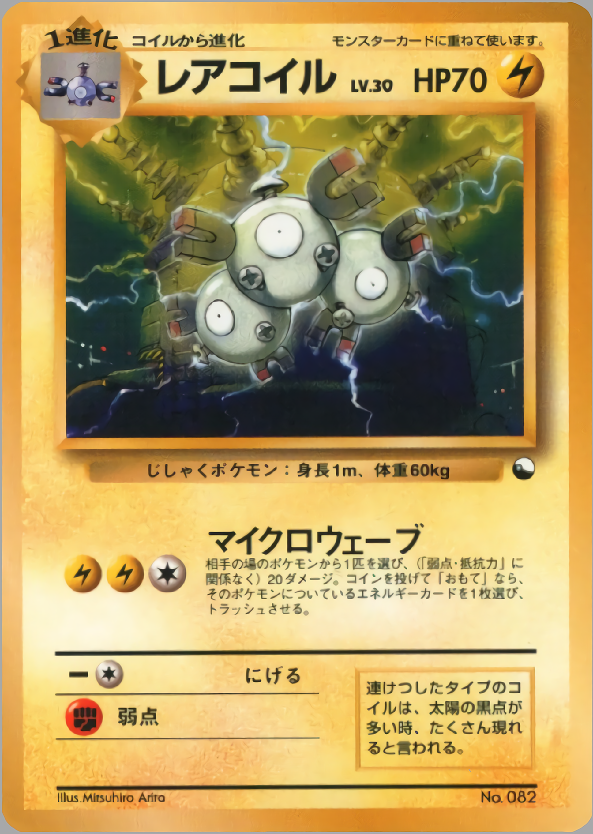 1進化 コイルから進化 モンスターカードに重ねて使います。
レアコイル LV.30 HP70
じしゃくポケモン：身長1m、体重60kg
マイクロウェーブ
相手の場のポケモンから1匹を選び、(「弱点・抵抗力」に
関係なく) 20ダメージ。コインを投げて「おもて」なら、
そのポケモンについているエネルギーカードを1枚選び、
トラッシュさせる。
ー にげる
弱点
連けつしたタイプのコ
イルは、太陽の黒点が
多い時、たくさん現れ
ると言われる。
Illus. Mitsuhiro Arita No. 082